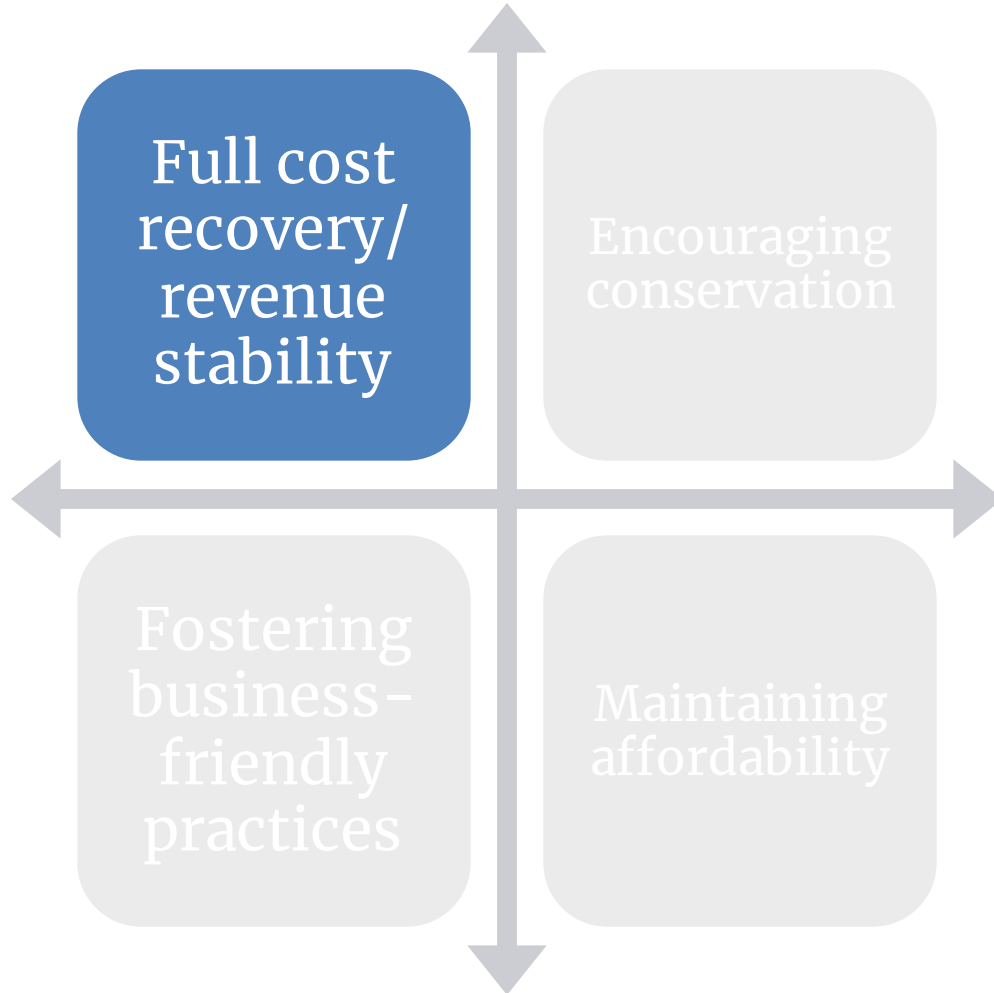 Full cost
recovery/
revenue
stability
Encouraging
conservation
Fostering
business-
friendly
practices
Maintaining
affordability